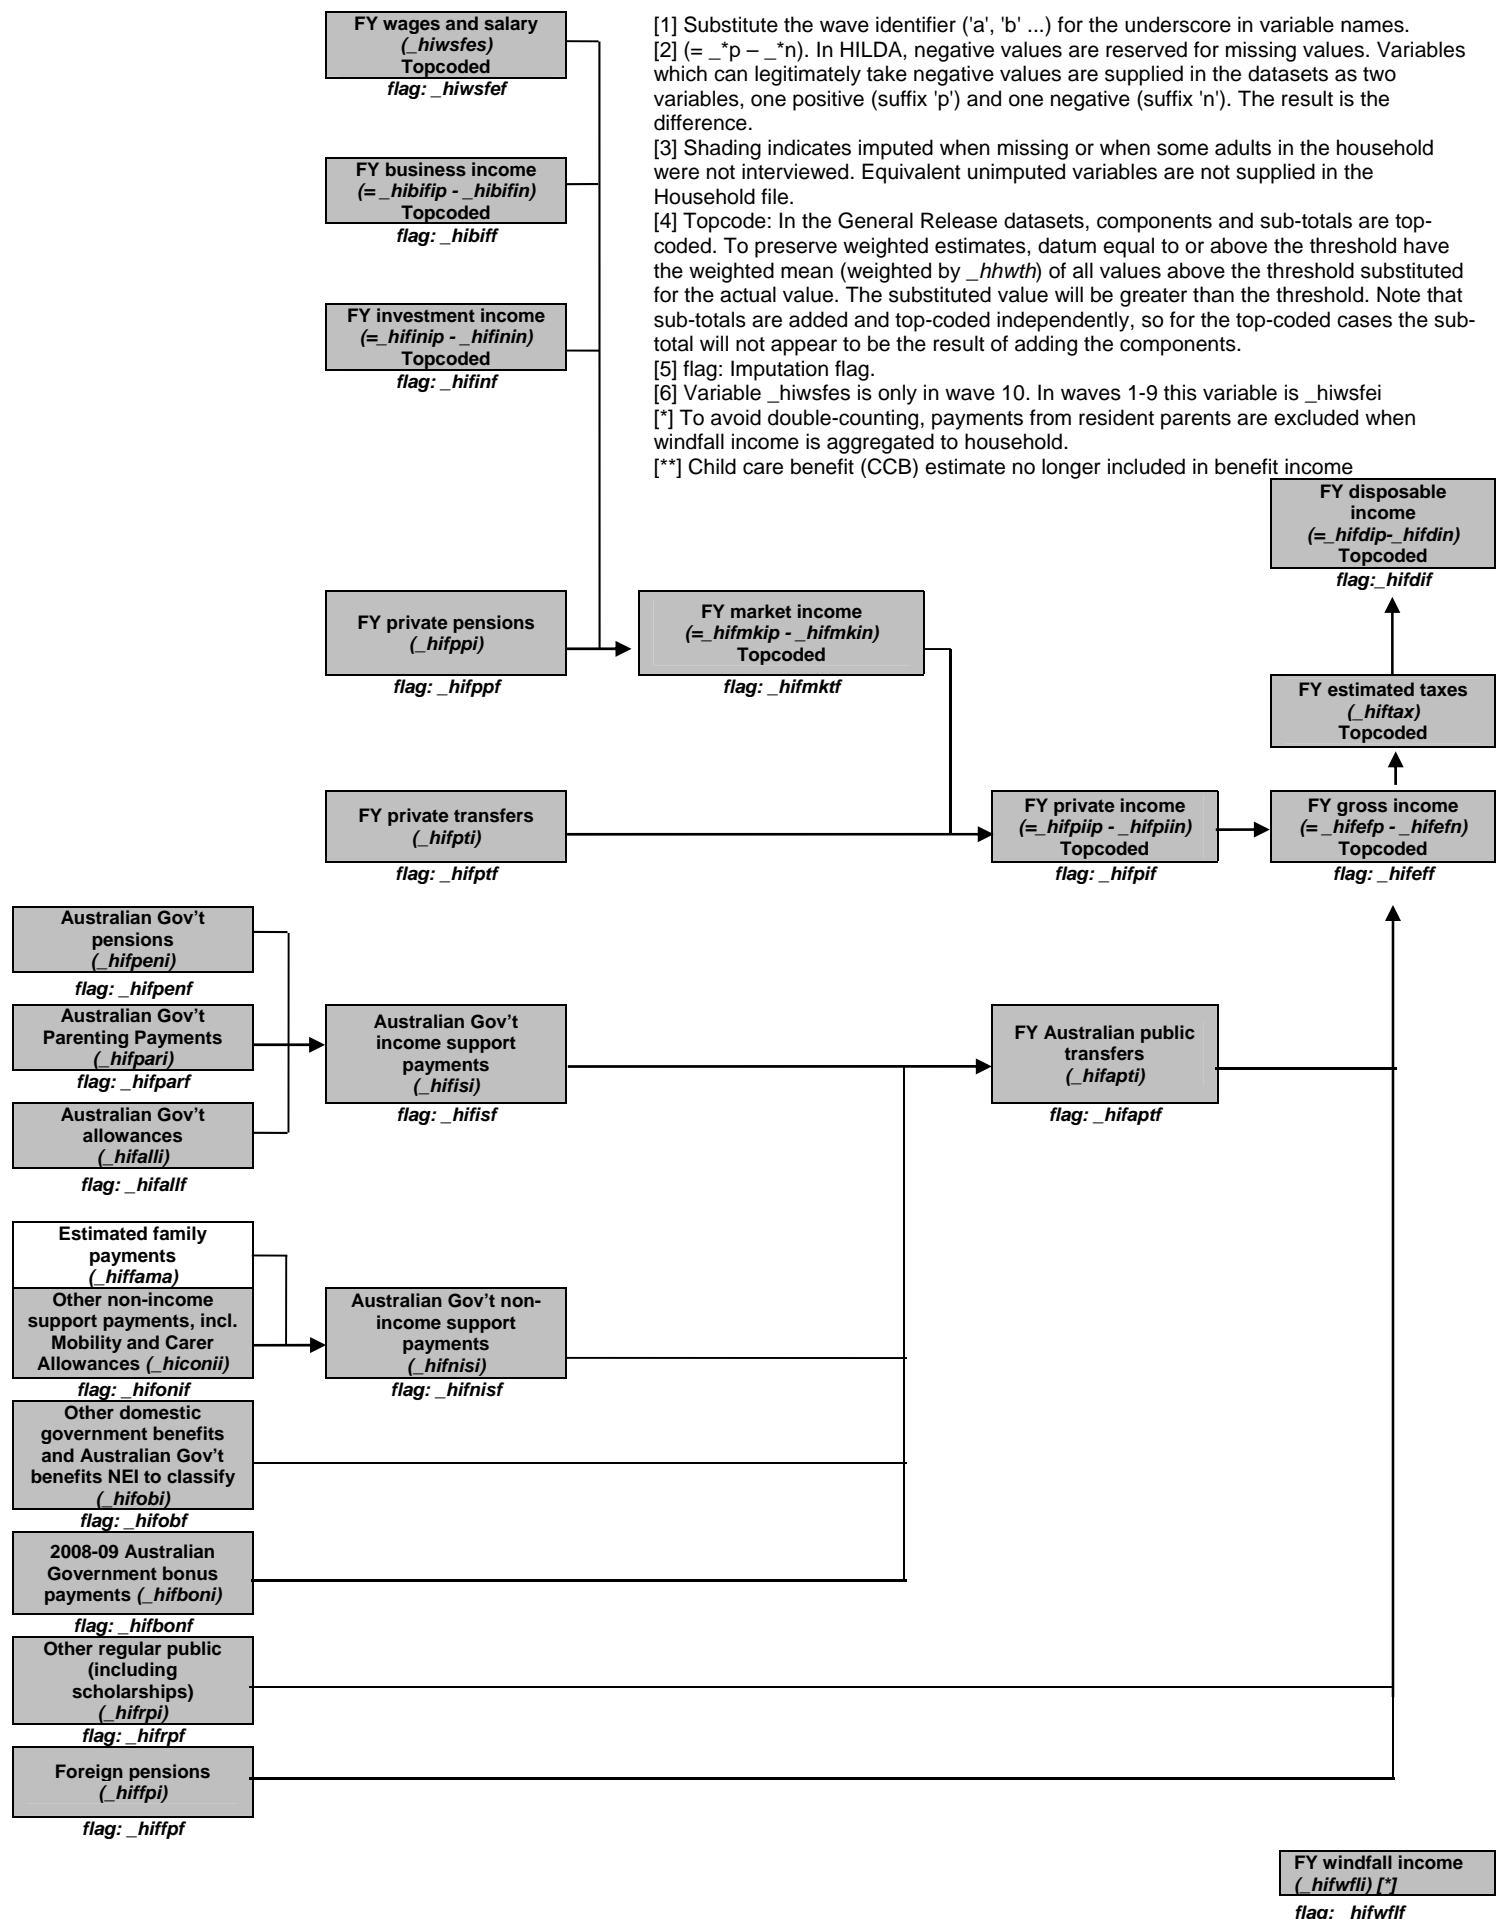 FY wages and salary
(_hiwsfes)
Topcoded
flag: _hiwsfef
FY business income
(= _hibifip - _hibifin)
Topcoded
flag: _hibiff
FY investment income
(=_hifinip - _hifinin)
Topcoded
flag: _hifinf
[1] Substitute the wave identifier ('a', 'b' ...) for the underscore in variable names.
[2] (= _*p – _*n). In HILDA, negative values are reserved for missing values. Variables
which can legitimately take negative values are supplied in the datasets as two
variables, one positive (suffix 'p') and one negative (suffix 'n'). The result is the
difference.
[3] Shading indicates imputed when missing or when some adults in the household
were not interviewed. Equivalent unimputed variables are not supplied in the
Household file.
[4] Topcode: In the General Release datasets, components and sub-totals are top-
coded. To preserve weighted estimates, datum equal to or above the threshold have
the weighted mean (weighted by _hhwth) of all values above the threshold substituted
for the actual value. The substituted value will be greater than the threshold. Note that
sub-totals are added and top-coded independently, so for the top-coded cases the sub-
total will not appear to be the result of adding the components.
[5] flag: Imputation flag.
[6] Variable _hiwsfes is only in wave 10. In waves 1-9 this variable is _hiwsfei
[*] To avoid double-counting, payments from resident parents are excluded when
windfall income is aggregated to household.
[**] Child care benefit (CCB) estimate no longer included in benefit income
FY disposable
income
(=_hifdip-_hifdin)
Topcoded
flag:_hifdif
FY private pensions
(_hifppi)
flag: _hifppf
FY market income
(=_hifmkip - _hifmkin)
Topcoded
flag: _hifmktf
FY estimated taxes
(_hiftax)
Topcoded
FY private transfers
(_hifpti)
flag: _hifptf
FY private income
(=_hifpiip - _hifpiin)
Topcoded
flag: _hifpif
FY gross income
(= _hifefp - _hifefn)
Topcoded
flag: _hifeff
Australian Gov’t
pensions
(_hifpeni)
flag: _hifpenf
Australian Gov’t
Parenting Payments
(_hifpari)
flag: _hifparf
Australian Gov’t
allowances
(_hifalli)
flag: _hifallf
Australian Gov’t
income support
payments
(_hifisi)
flag: _hifisf
FY Australian public
transfers
(_hifapti)
flag: _hifaptf
Estimated family
payments
(_hiffama)
Other non-income
support payments, incl.
Mobility and Carer
Allowances (_hiconii)
flag: _hifonif
Australian Gov’t non-
income support
payments
(_hifnisi)
flag: _hifnisf
Other domestic
government benefits
and Australian Gov’t
benefits NEI to classify
(_hifobi)
flag: _hifobf
2008-09 Australian
Government bonus
payments (_hifboni)
flag: _hifbonf
Other regular public
(including
scholarships)
(_hifrpi)
flag: _hifrpf
Foreign pensions
(_hiffpi)
flag: _hiffpf
FY windfall income
(_hifwfli) [*]
flag: _hifwflf